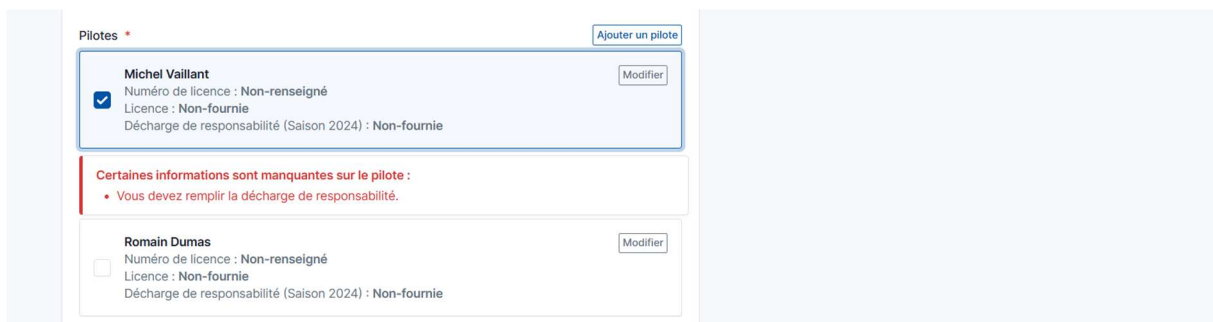 Pilotes *
Ajouter un pilote
Michel Vaillant
Modifier
Numéro de licence : Non-renseigné
Licence : Non-fournie
Décharge de responsabilité (Saison 2024) : Non-fournie
Certaines informations sont manquantes sur le pilote :
• Vous devez remplir la décharge de responsabilité.
Romain Dumas
Modifier
Numéro de licence : Non-renseigné
Licence : Non-fournie
Décharge de responsabilité (Saison 2024) : Non-fournie